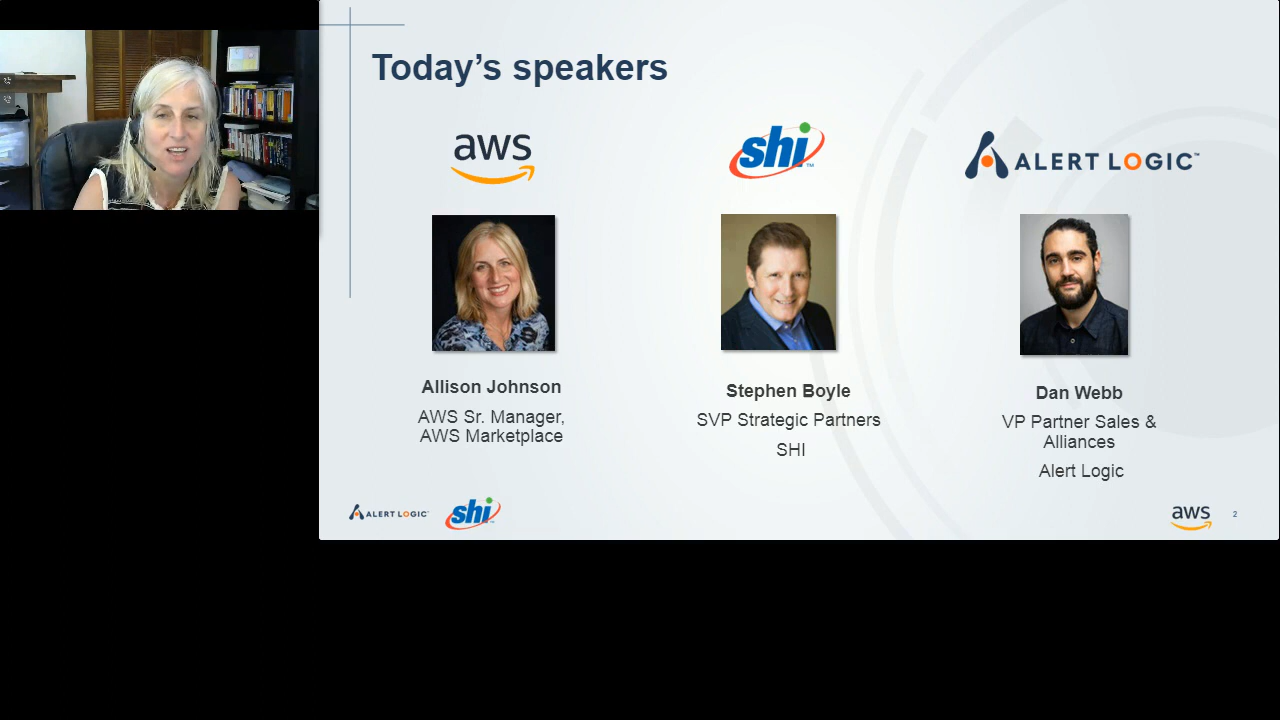 Today's speakers
aws
shi
ALERT LOGIC™
Allison Johnson
AWS Sr. Manager,
AWS Marketplace
Stephen Boyle
SVP Strategic Partners
SHI
Dan Webb
VP Partner Sales &
Alliances
Alert Logic
ALERT LOGIC
shi
aws
2